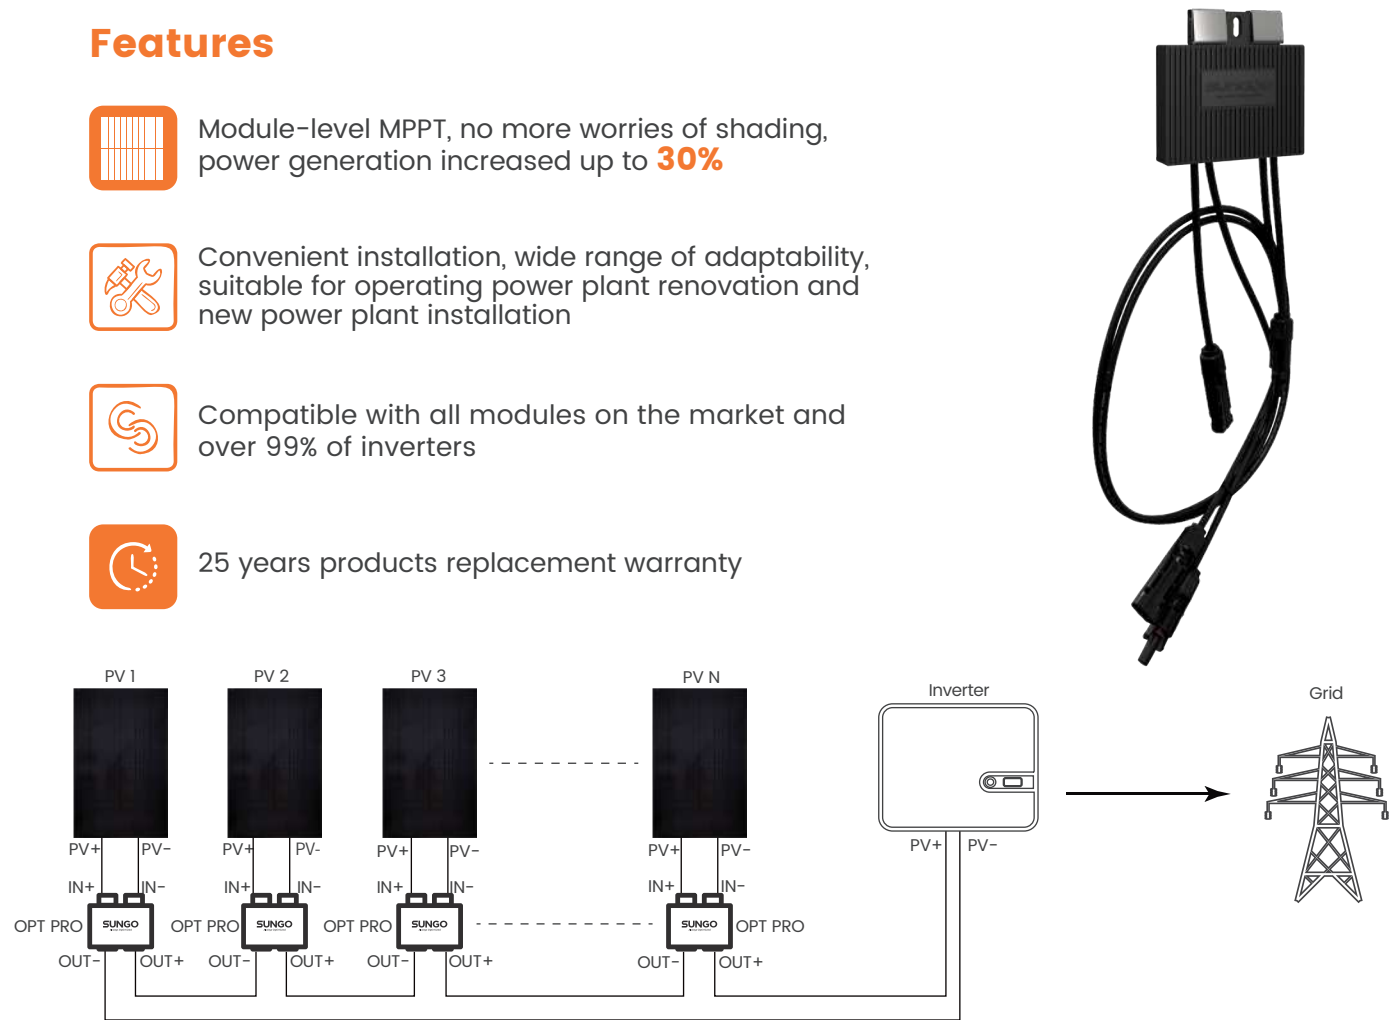 Features
Module-level MPPT, no more worries of shading,
power generation increased up to 30%
Convenient installation, wide range of adaptability,
suitable for operating power plant renovation and
new power plant installation
Compatible with all modules on the market and
over 99% of inverters
25 years products replacement warranty
PV 1 PV 2 PV 3 PV N
Inverter
Grid
PV+ PV- PV+ PV- PV+ PV- PV+ PV- PV+ PV-
IN+ IN- IN+ IN- IN+ IN- IN+ IN-
OPT PRO SUNGO OPT PRO SUNGO OPT PRO SUNGO SUNGO OPT PRO
OUT- OUT+ OUT- OUT+ OUT- OUT+ OUT- OUT+